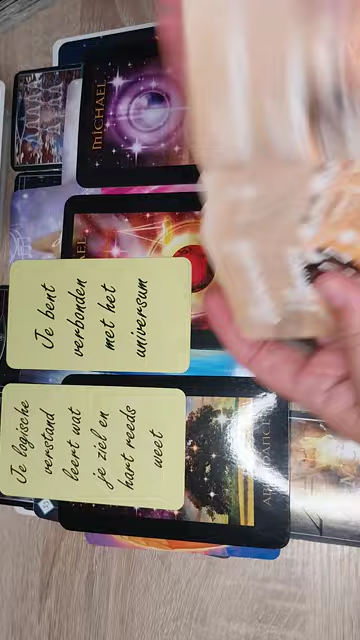 MICHAEL
Je bent
verbonden
met het
universum
Je logische
verstand
leert wat
je ziel en
hart reeds
weet